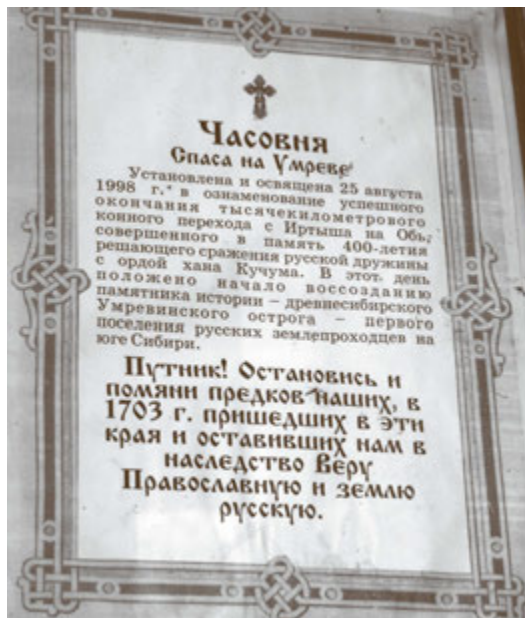 Часовня
Спаса на Умреве
Установлена и освящена 25 августа
1998 г. в ознаменование успешного
окончания тысячекилометрового
конного перехода с Иртыша на Обь,
совершенного в память 400-летия
решающего сражения русской дружины
с ордой хана Кучума. В этот день
положено начало воссозданию
памятника истории – древнесибирского
Умревинского острога – первого
поселения русских землепроходцев на
юге Сибири.
Путник! Остановись и
помяни предков наших, в
1703 г. пришедших в эти
края и оставивших нам в
наследство Веру
Православную и землю
русскую.